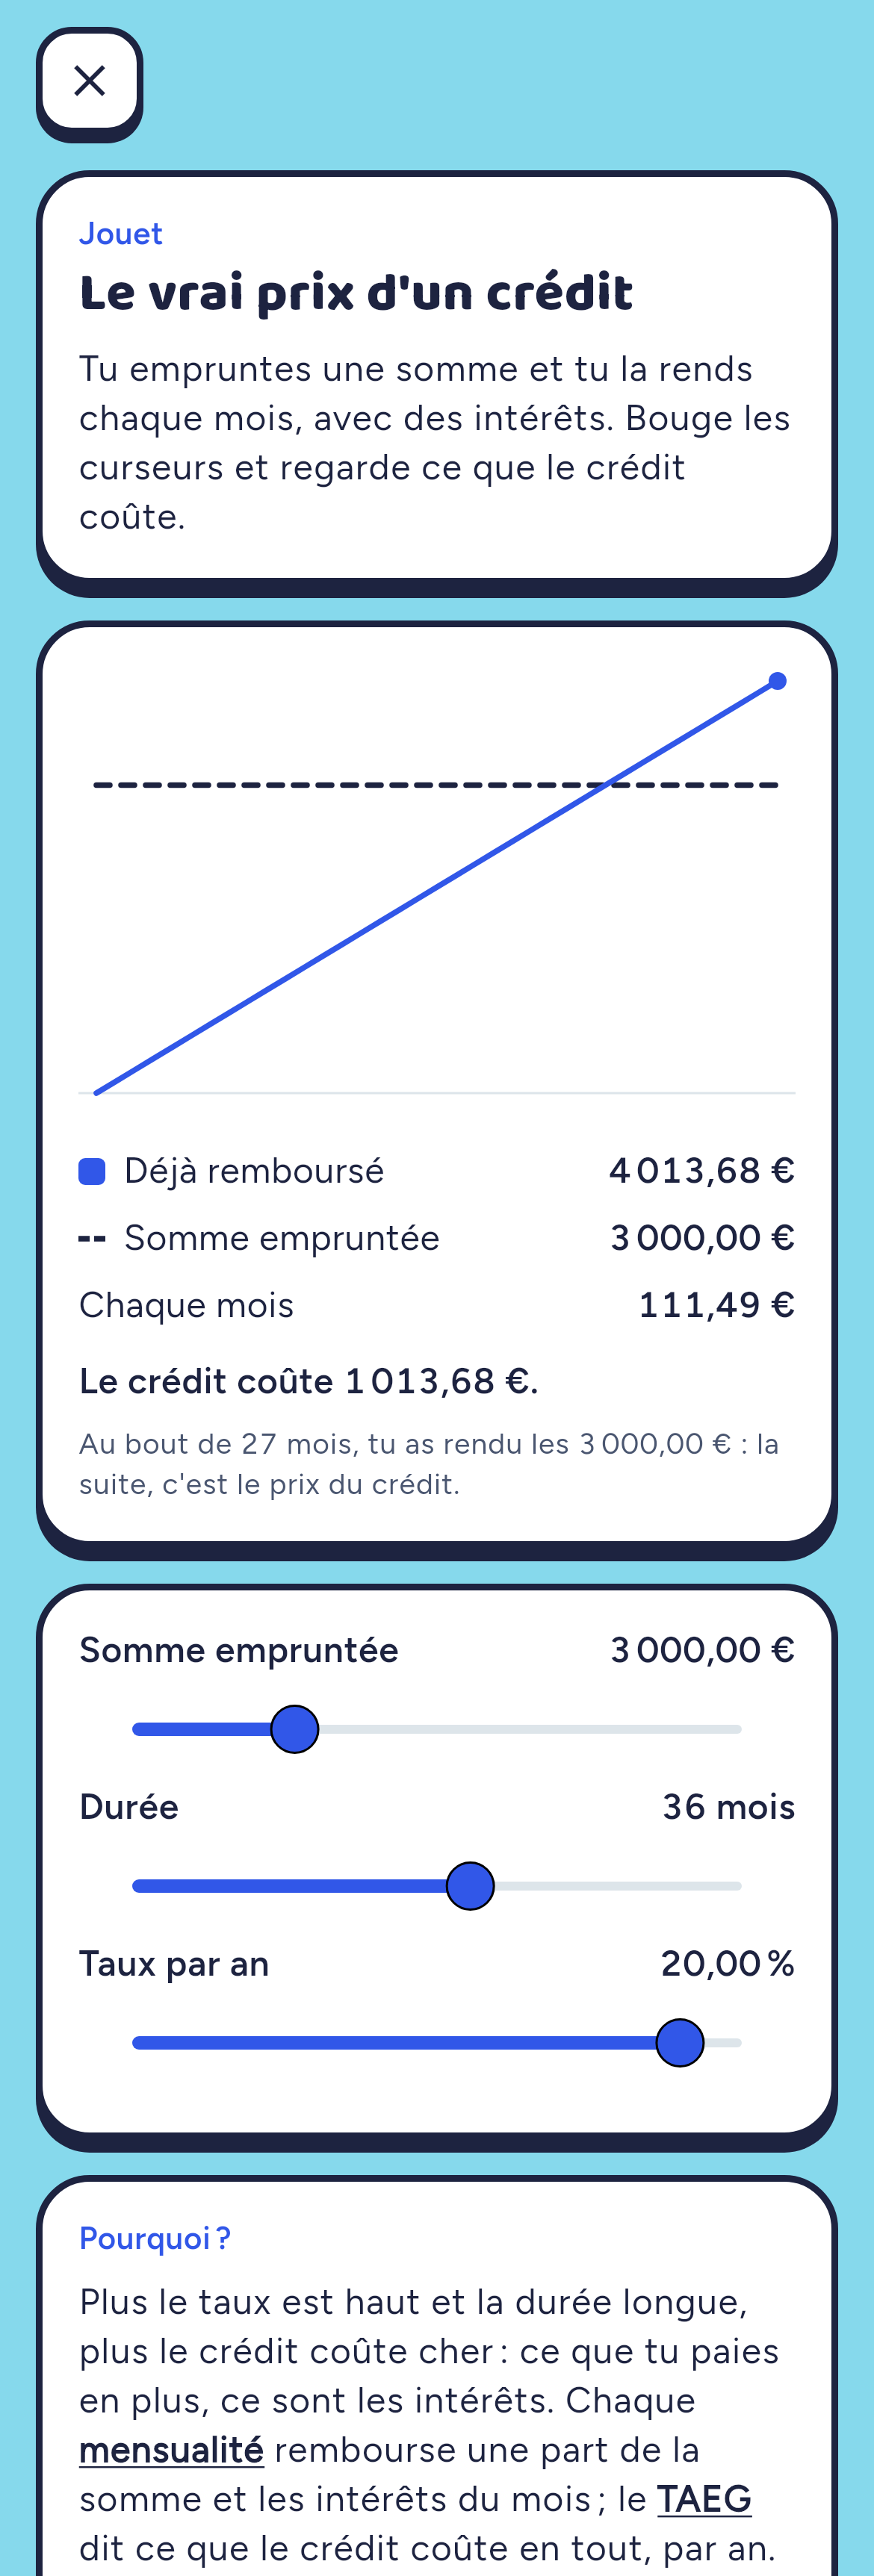 Jouet
Le vrai prix d'un crédit
Tu empruntes une somme et tu la rends
chaque mois, avec des intérêts. Bouge les
curseurs et regarde ce que le crédit
coûte.
Déjà remboursé 4 013,68 €
Somme empruntée 3 000,00 €
Chaque mois 111,49 €
Le crédit coûte 1 013,68 €.
Au bout de 27 mois, tu as rendu les 3 000,00 € : la
suite, c'est le prix du crédit.
Somme empruntée 3 000,00 €
Durée 36 mois
Taux par an 20,00 %
Pourquoi ?
Plus le taux est haut et la durée longue,
plus le crédit coûte cher : ce que tu paies
en plus, ce sont les intérêts. Chaque
mensualité rembourse une part de la
somme et les intérêts du mois ; le TAEG
dit ce que le crédit coûte en tout, par an.